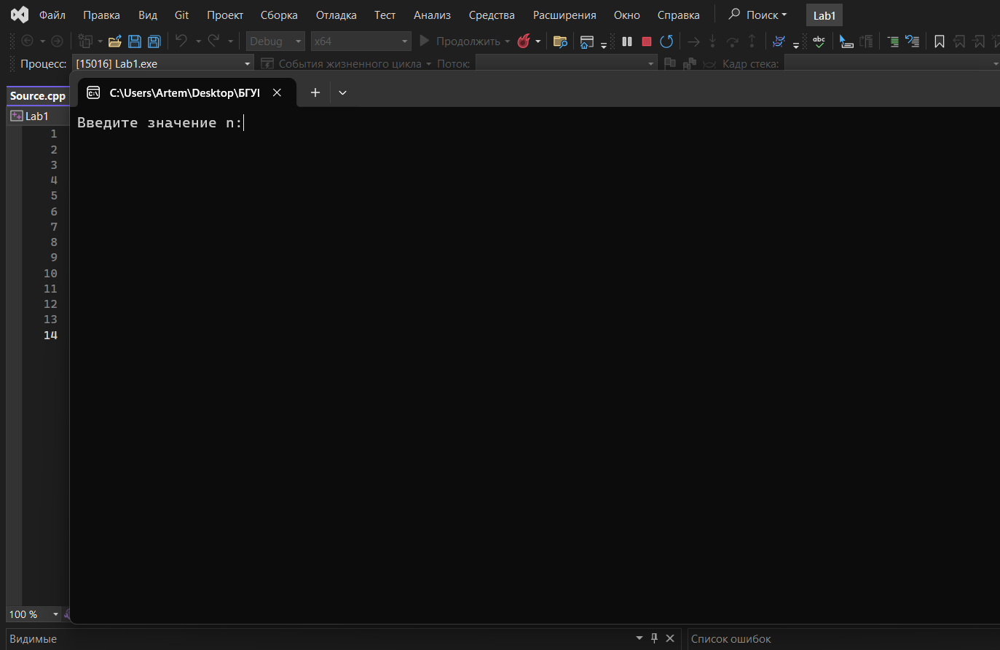 Файл Правка Вид Git Проект Сборка Отладка Тест Анализ Средства Расширения Окно Справка Поиск Lab1
Debug x64 Продолжить abc
Процесс: [15016] Lab1.exe События жизненного цикла Поток: Кадр стека:
Source.cpp C:\Users\Artem\Desktop\БГУІ
Lab1 Введите значение n:
1
2
3
4
5
6
7
8
9
10
11
12
13
14
100 %
Видимые Список ошибок